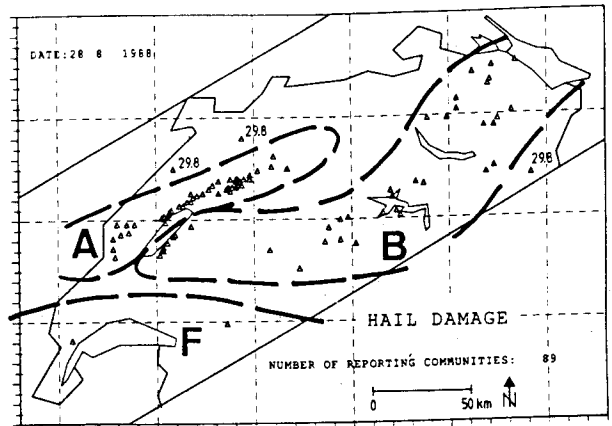 DATE:28 8 1988
29.8
29.8
29.8
A
B
F
HAIL DAMAGE
NUMBER OF REPORTING COMMUNITIES: 89
0 50 km N